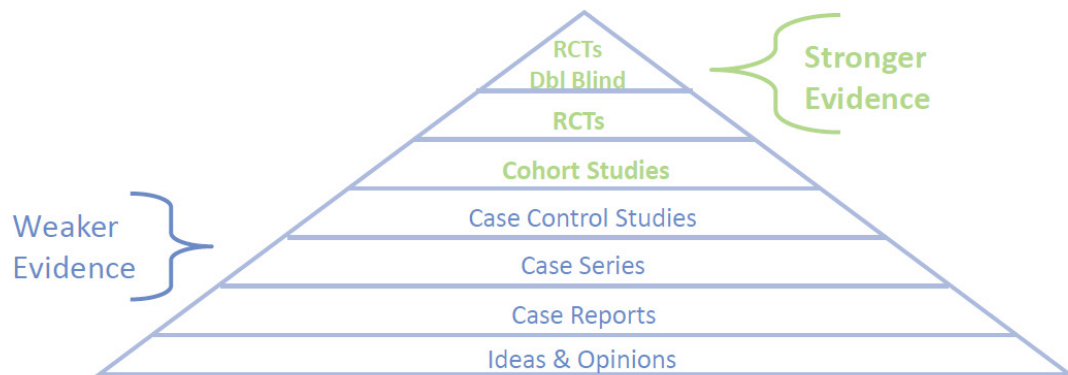 RCTs
Dbl Blind
Stronger
Evidence
RCTs
Cohort Studies
Weaker
Evidence
Case Control Studies
Case Series
Case Reports
Ideas & Opinions